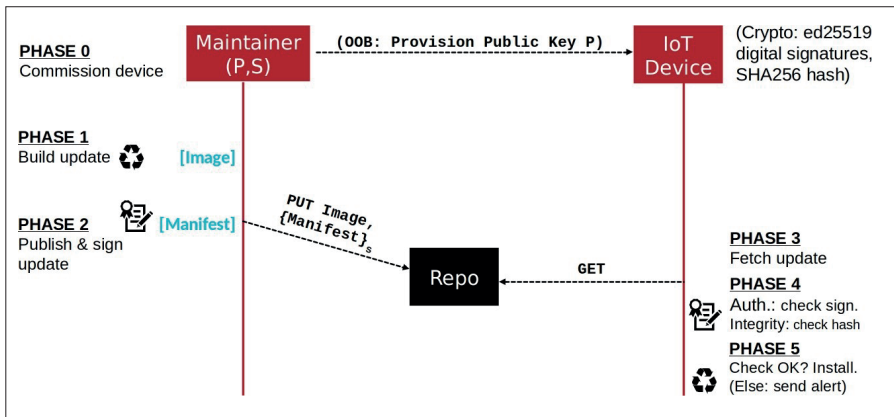 PHASE 0
Commission device
Maintainer
(P,S)
(OOB: Provision Public Key P)
IoT
Device
(Crypto: ed25519
digital signatures,
SHA256 hash)
PHASE 1
Build update
[Image]
PHASE 2
Publish & sign
update
[Manifest]
PUT Image,
{Manifest}s
Repo
GET
PHASE 3
Fetch update
PHASE 4
Auth.: check sign.
Integrity: check hash
PHASE 5
Check OK? Install.
(Else: send alert)